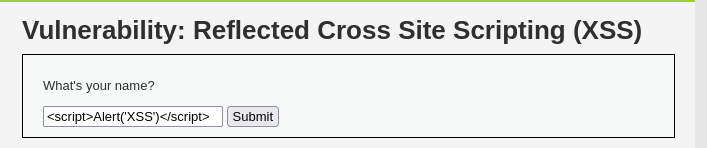 Vulnerability: Reflected Cross Site Scripting (XSS)
What's your name?
<script>Alert('XSS')</script> Submit